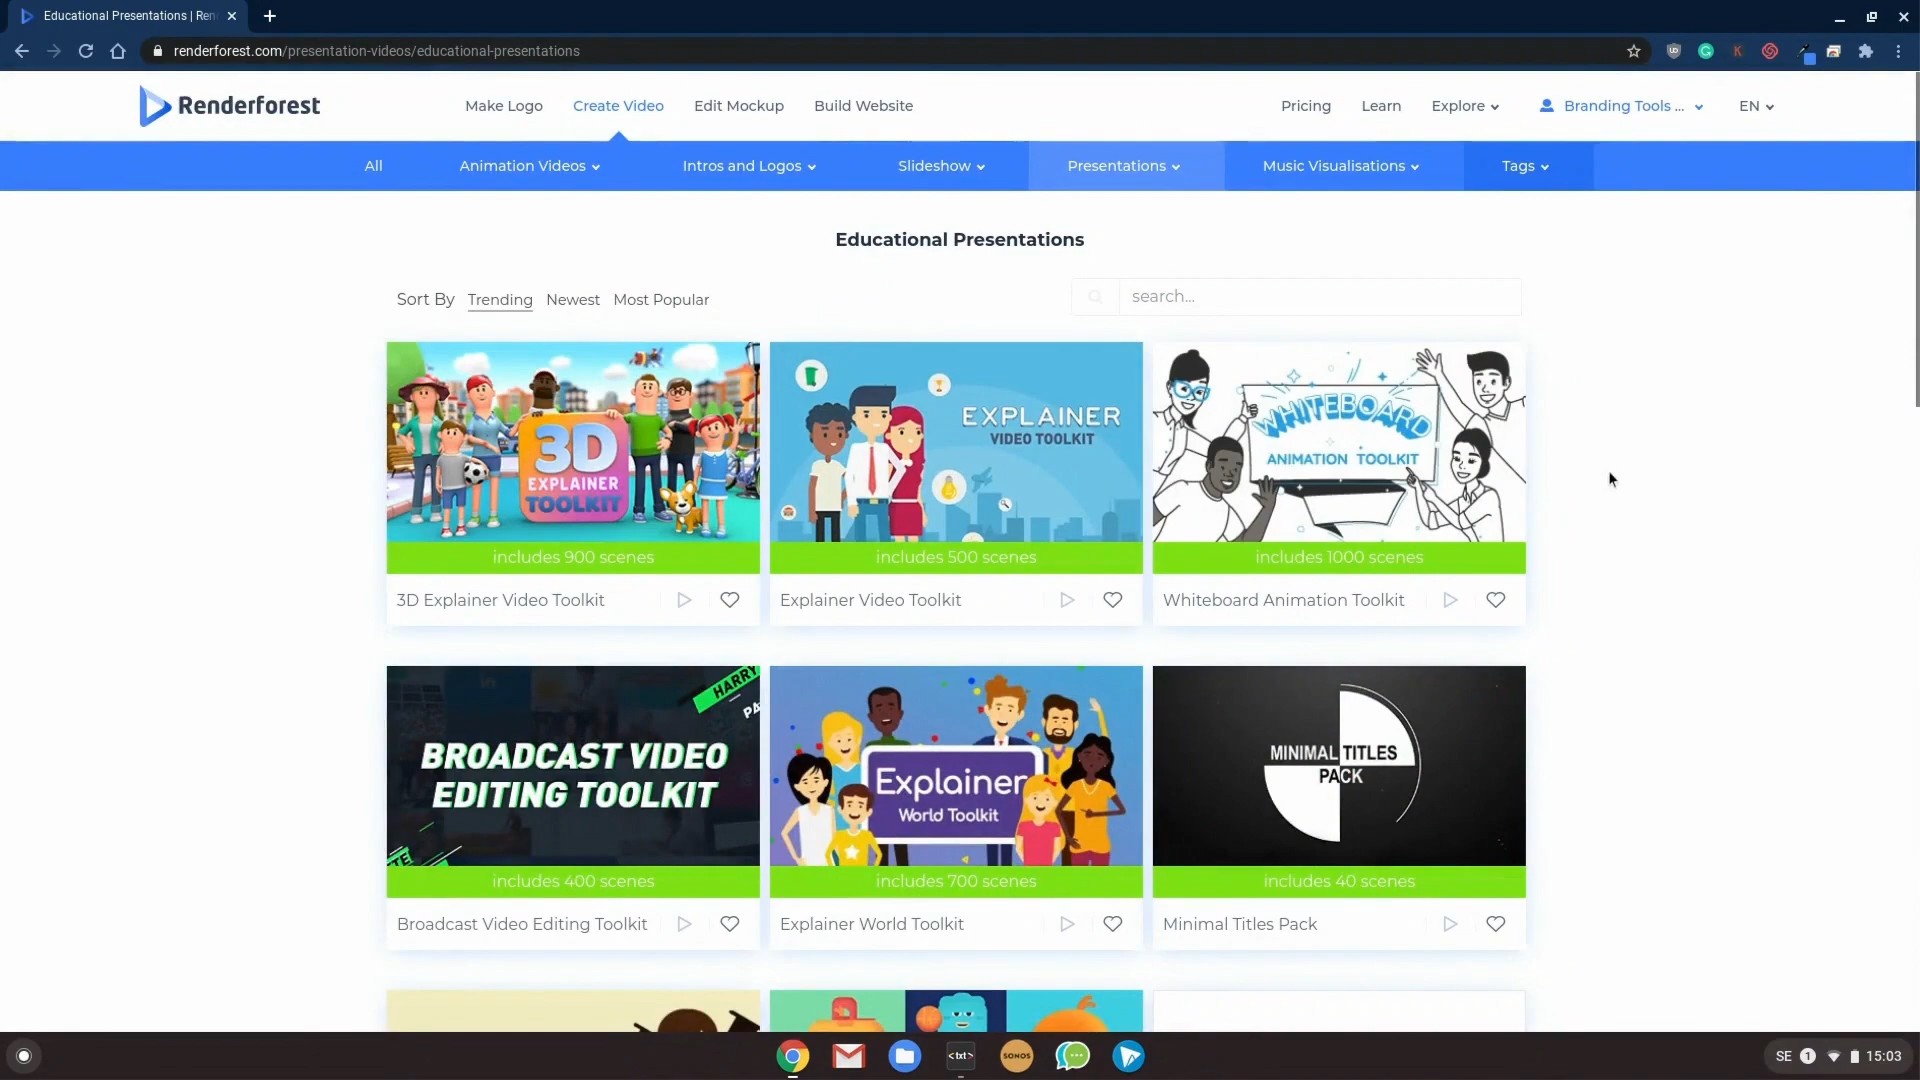 Educational Presentations | Ren
renderforest.com/presentation-videos/educational-presentations
Renderforest
Make Logo
Create Video
Edit Mockup
Build Website
Pricing
Learn
Explore
Branding Tools ...
EN
All
Animation Videos
Intros and Logos
Slideshow
Presentations
Music Visualisations
Tags
Educational Presentations
Sort By Trending Newest Most Popular
search...
3D
EXPLAINER
TOOLKIT
includes 900 scenes
3D Explainer Video Toolkit
EXPLAINER
VIDEO TOOLKIT
includes 500 scenes
Explainer Video Toolkit
WHITEBOARD
ANIMATION TOOLKIT
includes 1000 scenes
Whiteboard Animation Toolkit
HARRY
PA
BROADCAST VIDEO
EDITING TOOLKIT
includes 400 scenes
Broadcast Video Editing Toolkit
Explainer
World Toolkit
includes 700 scenes
Explainer World Toolkit
MINIMAL TITLES
PACK
includes 40 scenes
Minimal Titles Pack
<txt>
SONOS
SE 1 15:03